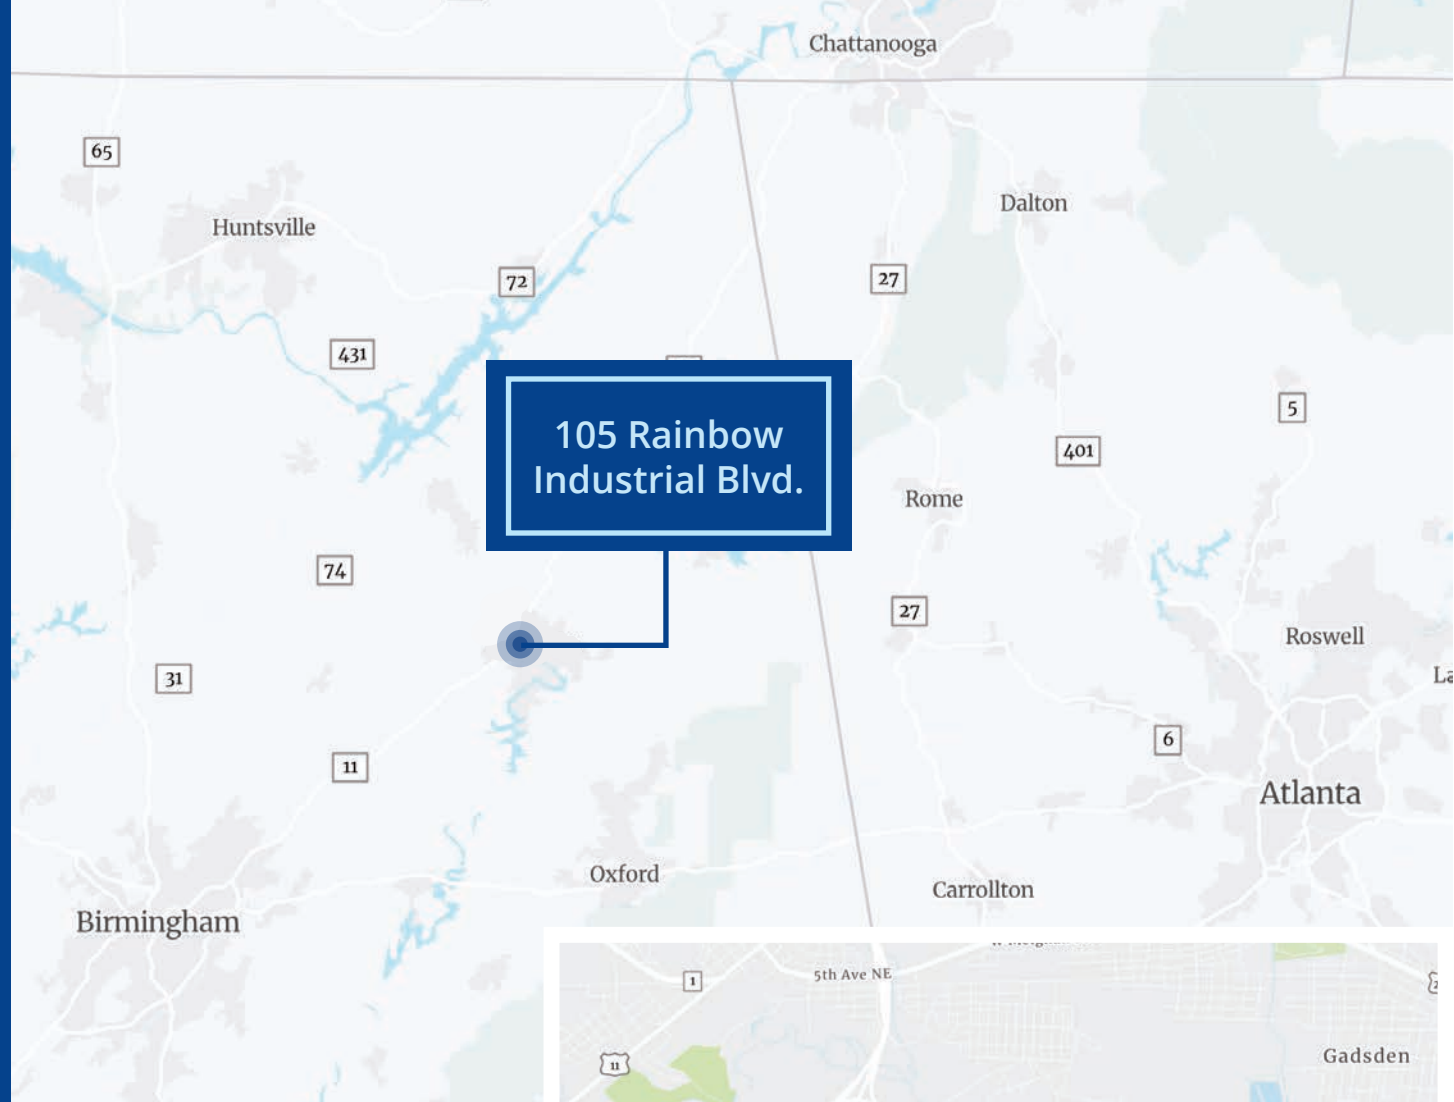 Chattanooga
65
Dalton
Huntsville
72
27
431
105 Rainbow
Industrial Blvd.
5
401
Rome
74
27
Roswell
31
6
11
Atlanta
Oxford
Carrollton
Birmingham
1
5th Ave NE
Gadsden
11